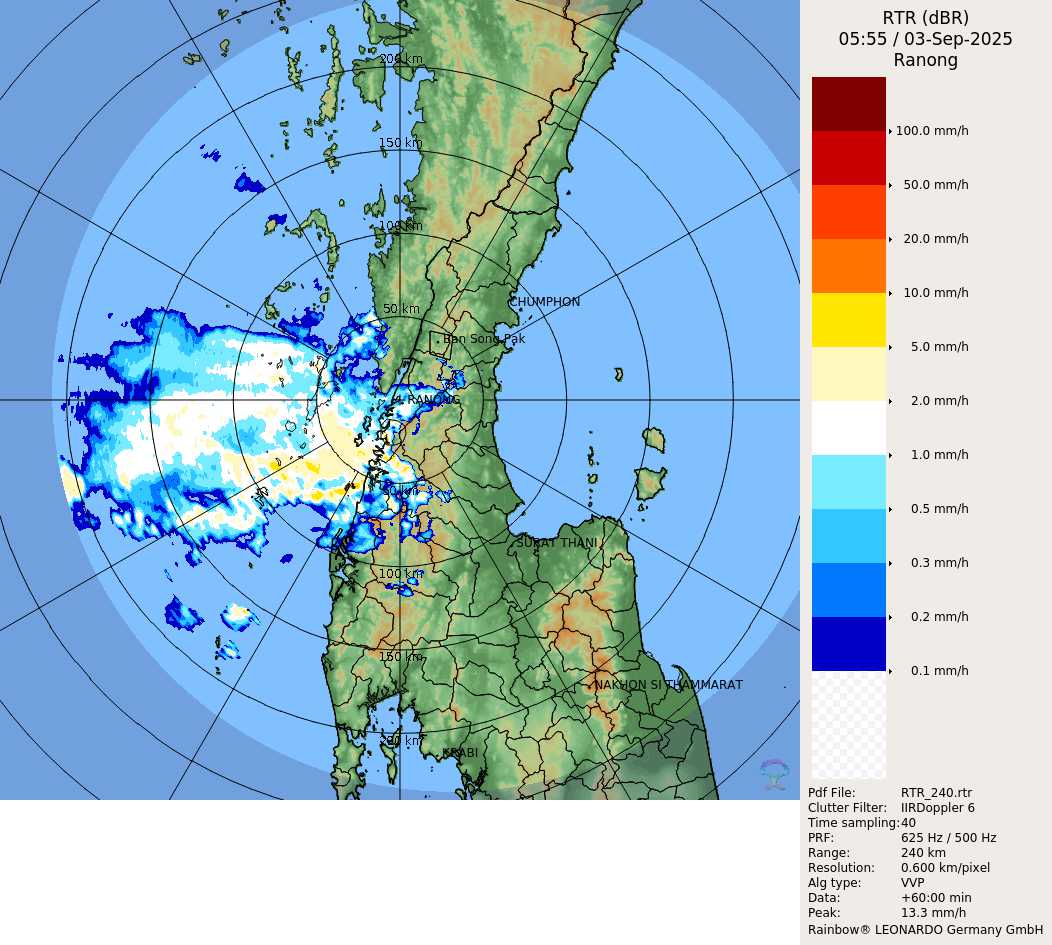 RTR (dBR)
05:55 / 03-Sep-2025
Ranong
200 km
150 km
100 km
50 km
CHUMPHON
Ban Song Pak
RANONG
50 km
SURAT THANI
100 km
150 km
NAKHON SI THAMMARAT
200 km
KRABI
100.0 mm/h
50.0 mm/h
20.0 mm/h
10.0 mm/h
5.0 mm/h
2.0 mm/h
1.0 mm/h
0.5 mm/h
0.3 mm/h
0.2 mm/h
0.1 mm/h
Pdf File: RTR_240.rtr
Clutter Filter: IIRDoppler 6
Time sampling:40
PRF: 625 Hz / 500 Hz
Range: 240 km
Resolution: 0.600 km/pixel
Alg type: VVP
Data: +60:00 min
Peak: 13.3 mm/h
Rainbow® LEONARDO Germany GmbH